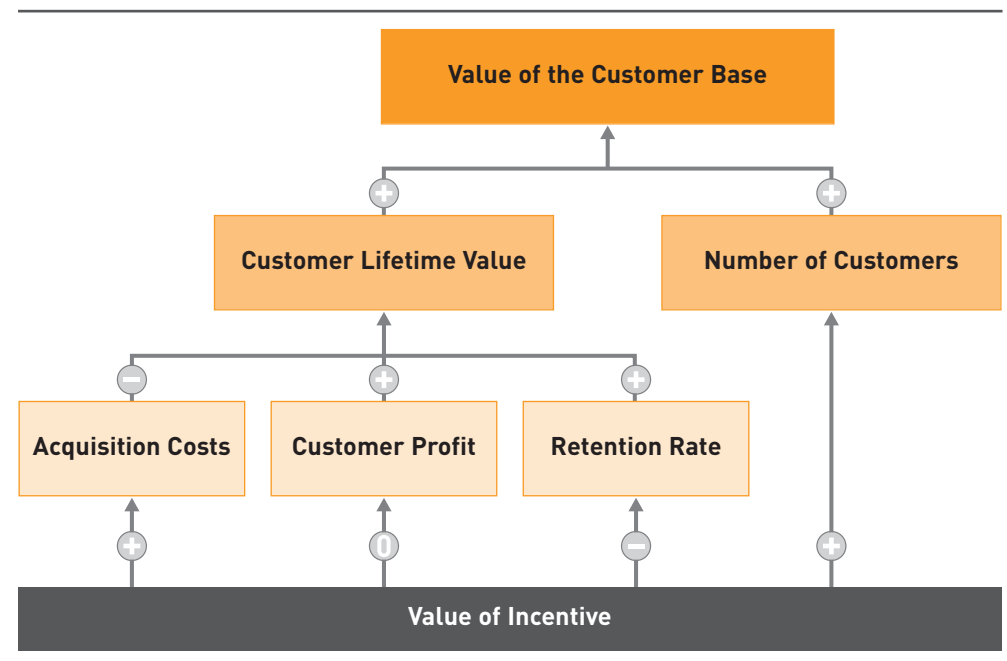 Value of the Customer Base
+
+
Customer Lifetime Value
Number of Customers
−
+
+
Acquisition Costs
Customer Profit
Retention Rate
+
0
−
+
Value of Incentive